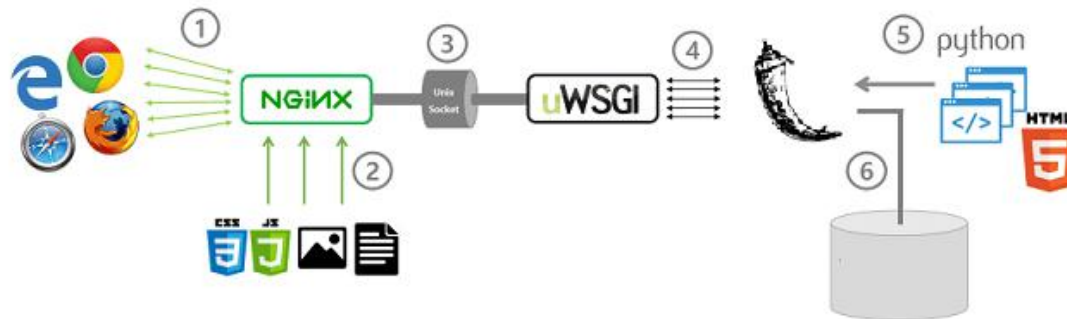 1
2
3
4
5
6
NGINX
Unix
Socket
uWSGI
python
</>
HTML
5
CSS
3
JS